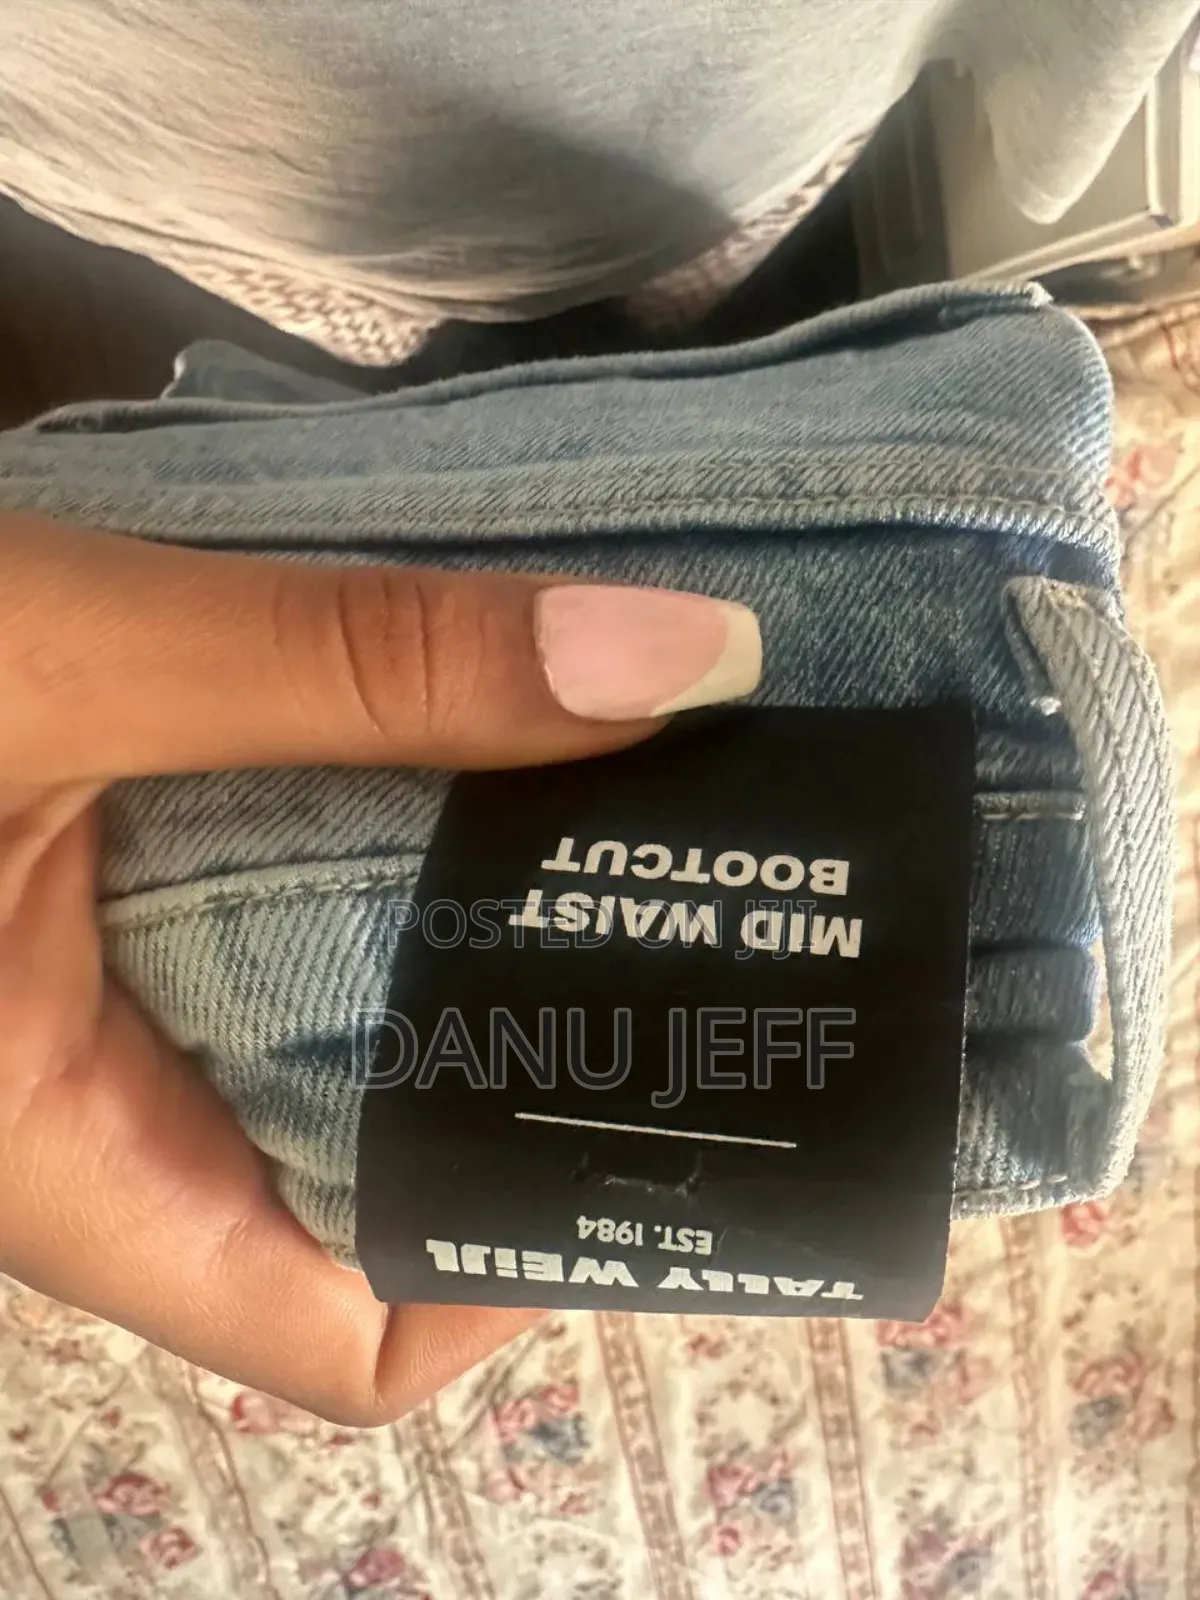 TALLY WEiJL
EST. 1984
MID WAIST
BOOTCUT
POSTED ON JIJI
DANU JEFF